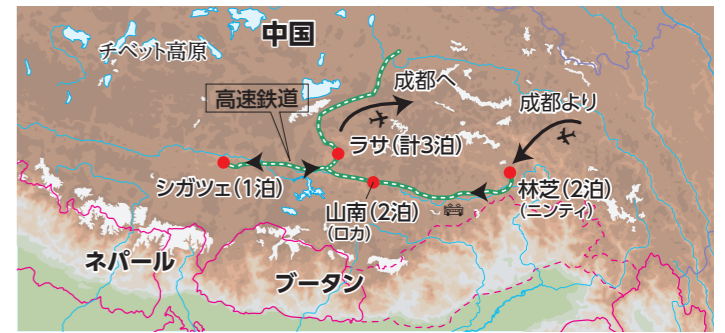 中国
チベット高原
成都へ
高速鉄道
成都より
ラサ(計3泊)
シガツェ(1泊)
山南(2泊)
(ロカ)
林芝(2泊)
(ニンティ)
ネパール
ブータン